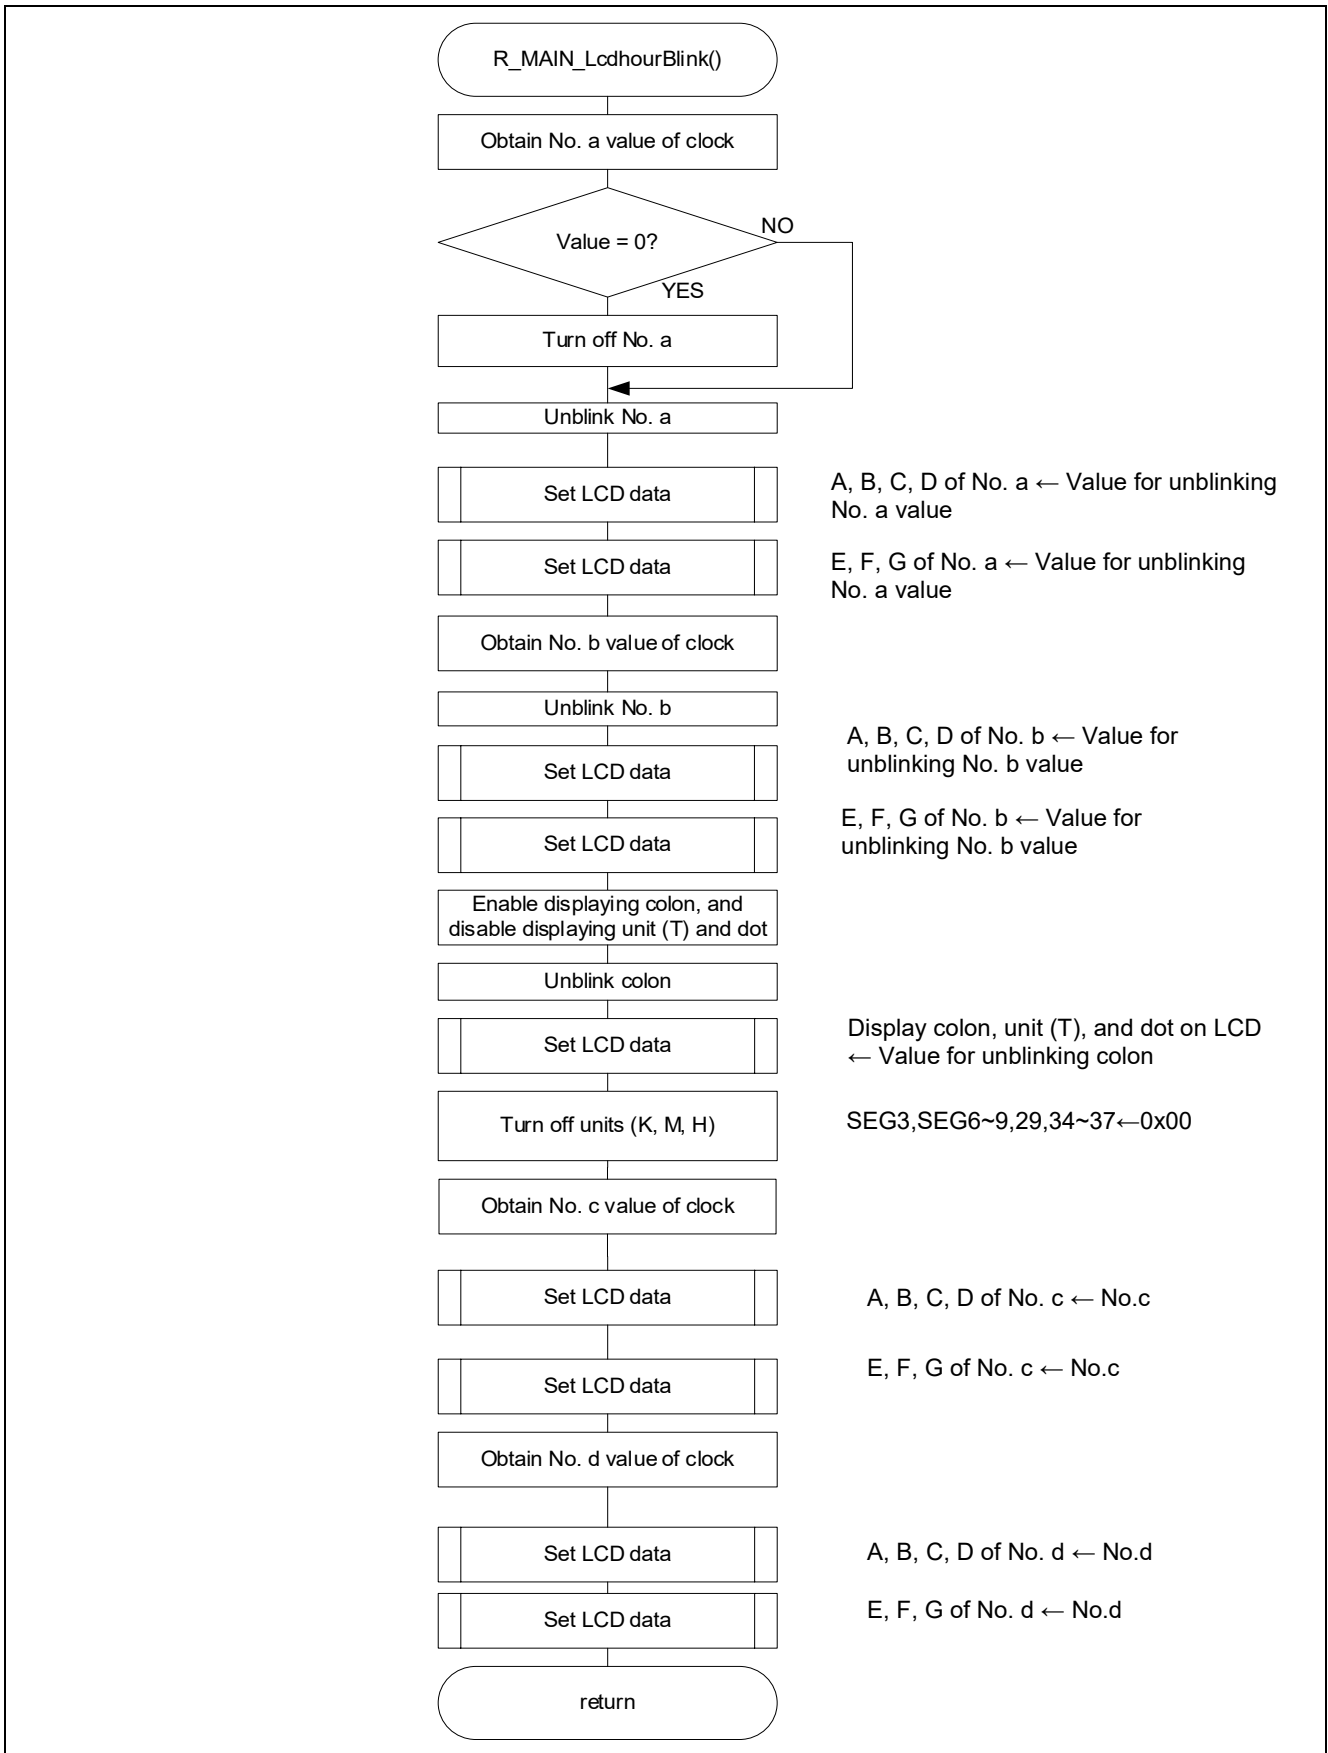 R_MAIN_LcdhourBlink()
Obtain No. a value of clock
Value = 0?
NO
YES
Turn off No. a
Unblink No. a
Set LCD data
A, B, C, D of No. a ← Value for unblinking
No. a value
Set LCD data
E, F, G of No. a ← Value for unblinking
No. a value
Obtain No. b value of clock
Unblink No. b
Set LCD data
A, B, C, D of No. b ← Value for
unblinking No. b value
Set LCD data
E, F, G of No. b ← Value for
unblinking No. b value
Enable displaying colon, and
disable displaying unit (T) and dot
Unblink colon
Set LCD data
Display colon, unit (T), and dot on LCD
← Value for unblinking colon
Turn off units (K, M, H)
SEG3,SEG6~9,29,34~37←0x00
Obtain No. c value of clock
Set LCD data
A, B, C, D of No. c ← No.c
Set LCD data
E, F, G of No. c ← No.c
Obtain No. d value of clock
Set LCD data
A, B, C, D of No. d ← No.d
Set LCD data
E, F, G of No. d ← No.d
return